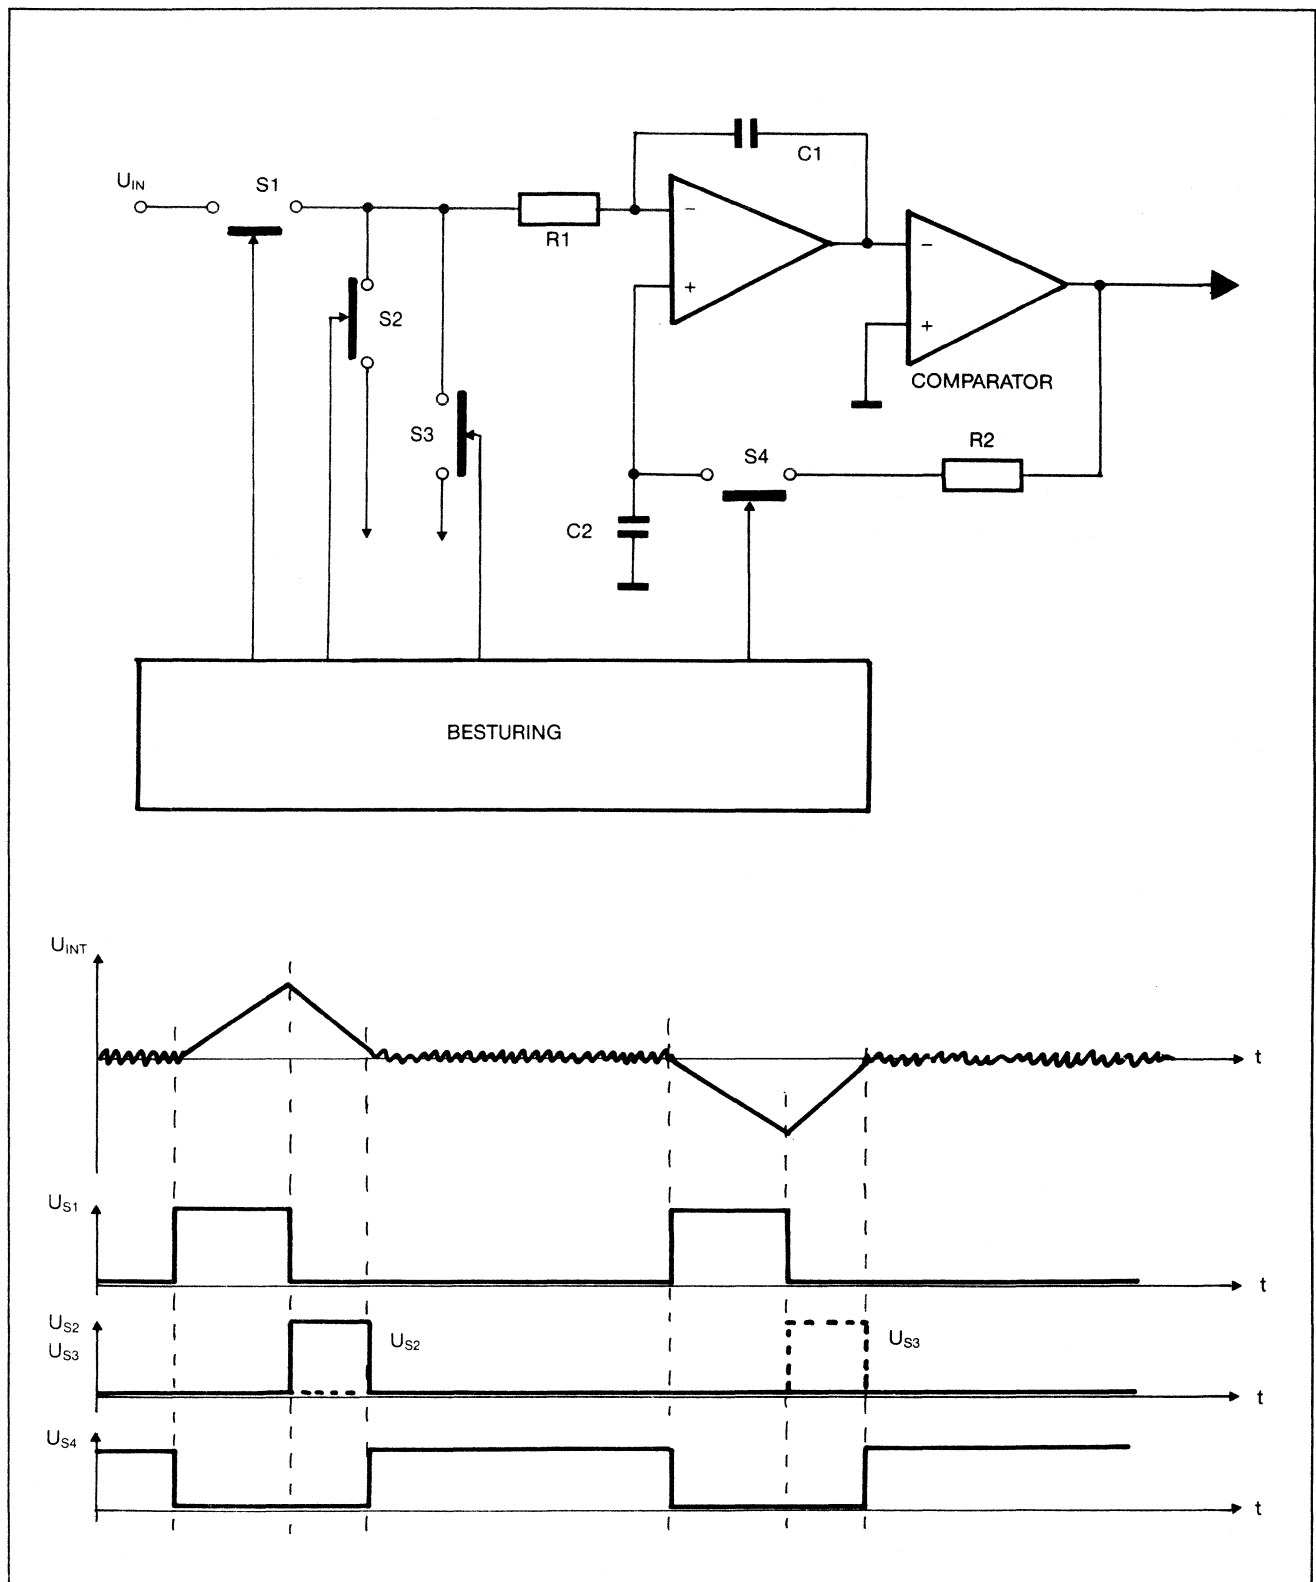 C1
UIN
S1
R1
−
+
S2
−
+
COMPARATOR
S3
S4
R2
C2
BESTURING
UINT
t
US1
t
US2
US3
US2
US3
t
US4
t